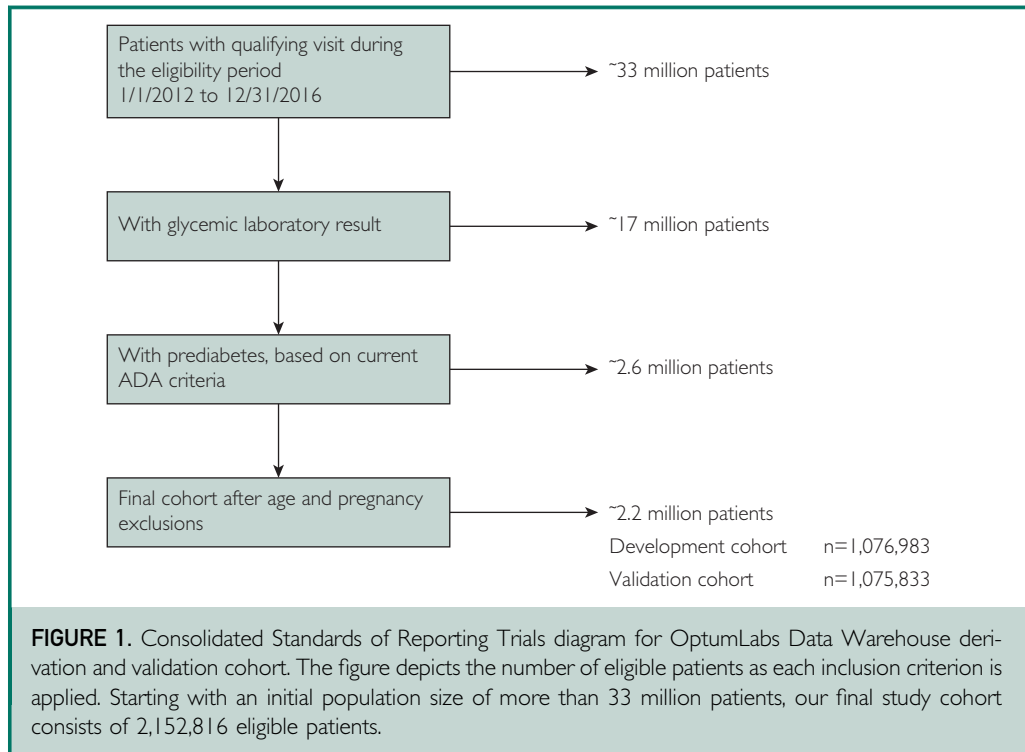 Patients with qualifying visit during
the eligibility period
1/1/2012 to 12/31/2016
~33 million patients
With glycemic laboratory result
~17 million patients
With prediabetes, based on current
ADA criteria
~2.6 million patients
Final cohort after age and pregnancy
exclusions
~2.2 million patients
Development cohort n=1,076,983
Validation cohort n=1,075,833
FIGURE 1. Consolidated Standards of Reporting Trials diagram for OptumLabs Data Warehouse deri-
vation and validation cohort. The figure depicts the number of eligible patients as each inclusion criterion is
applied. Starting with an initial population size of more than 33 million patients, our final study cohort
consists of 2,152,816 eligible patients.